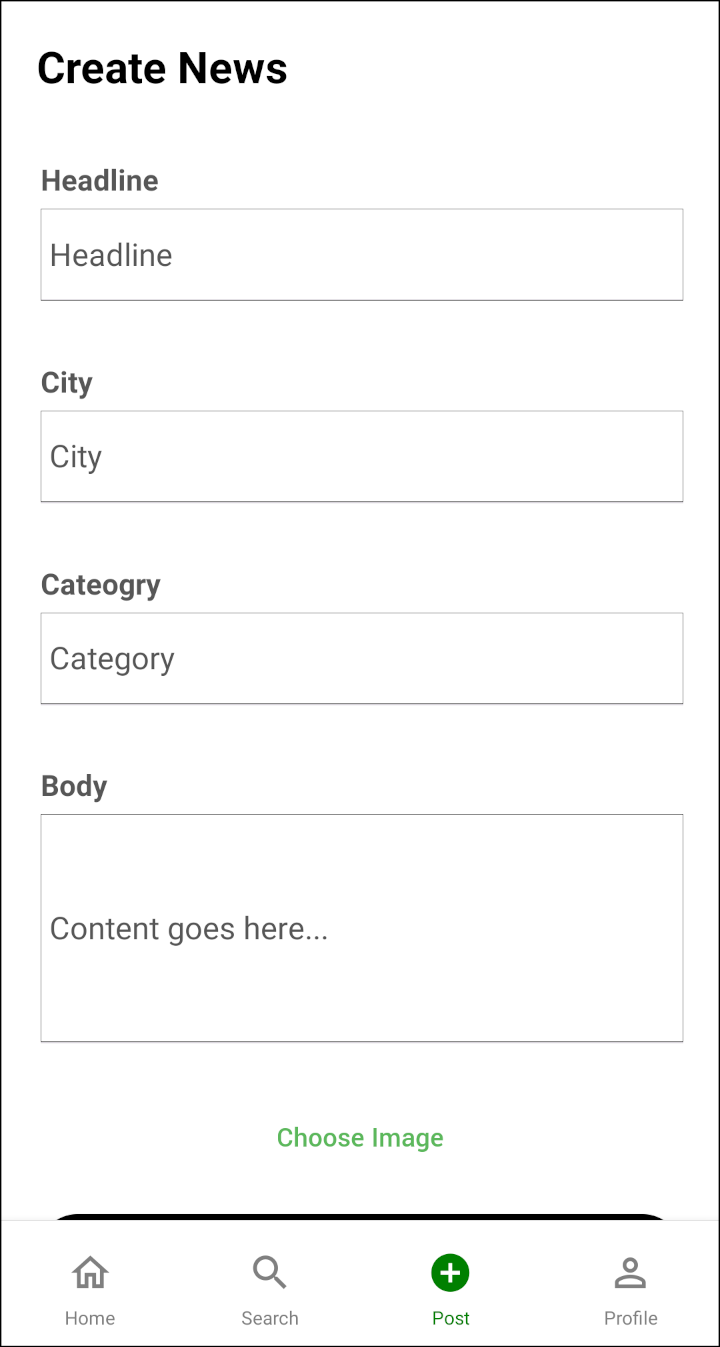 Create News
Headline
Headline
City
City
Cateogry
Category
Body
Content goes here...
Choose Image
Home
Search
Post
Profile